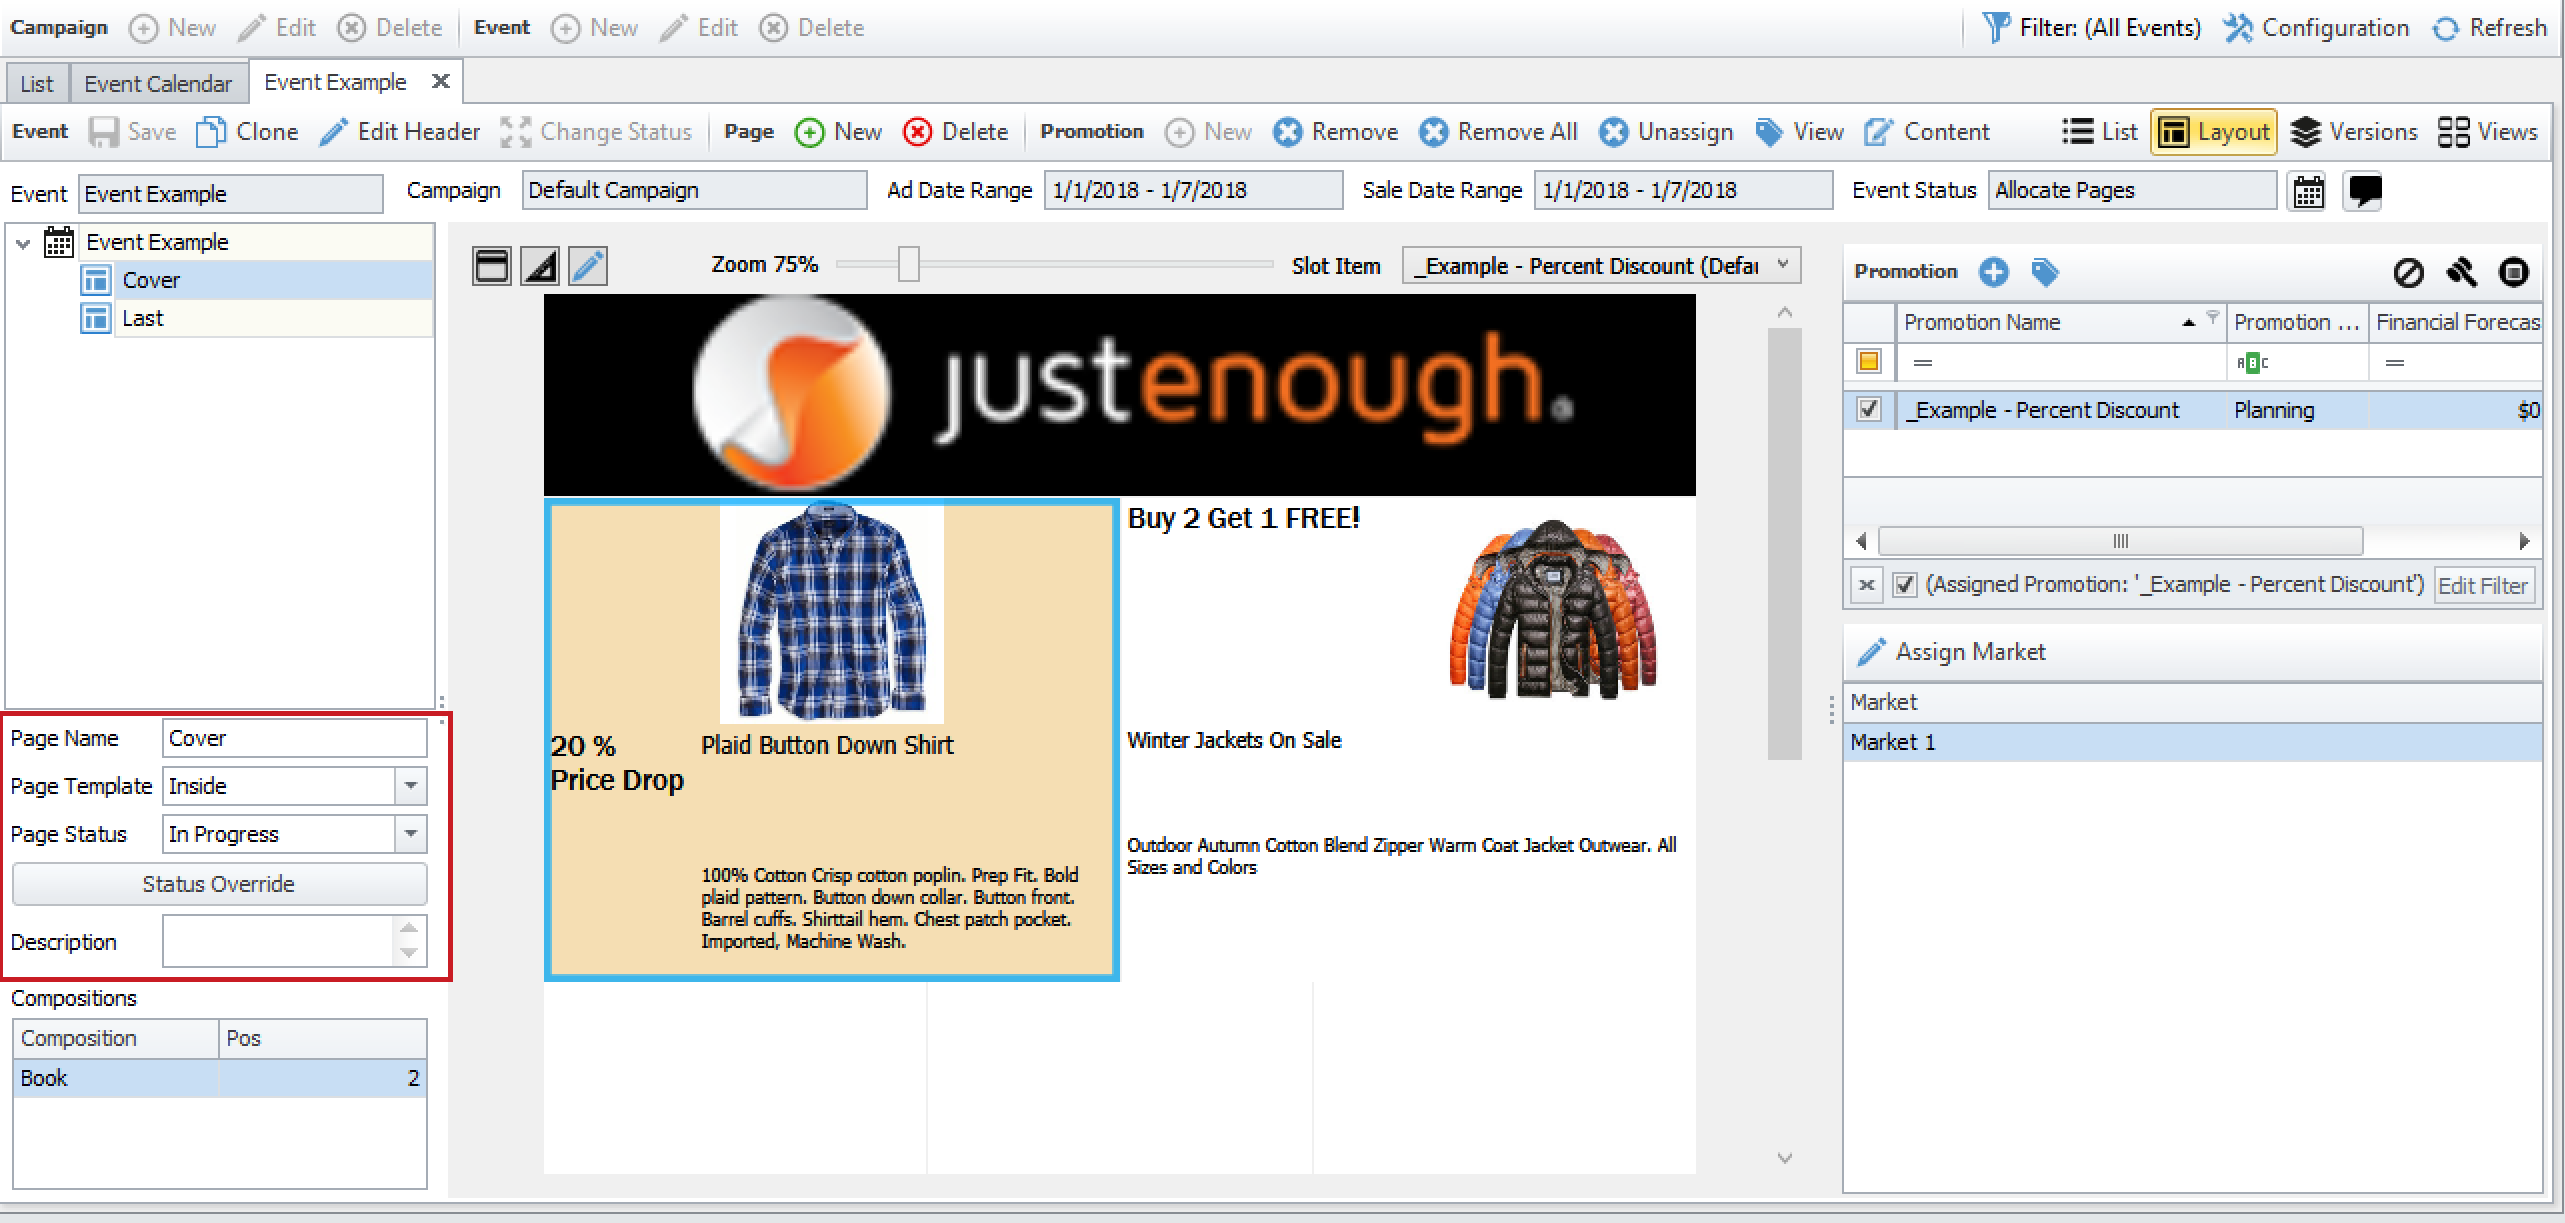 Campaign New Edit Delete Event New Edit Delete Filter: (All Events) Configuration Refresh
List Event Calendar Event Example
Event Save Clone Edit Header Change Status Page New Delete Promotion New Remove Remove All Unassign View Content List Layout Versions Views
Event Event Example Campaign Default Campaign Ad Date Range 1/1/2018 - 1/7/2018 Sale Date Range 1/1/2018 - 1/7/2018 Event Status Allocate Pages
Event Example
Cover
Last
Page Name Cover
Page Template Inside
Page Status In Progress
Status Override
Description
Compositions
Composition Pos
Book 2
Zoom 75% Slot Item _Example - Percent Discount (Defau
justenough.
20 %
Price Drop
Plaid Button Down Shirt
100% Cotton Crisp cotton poplin. Prep Fit. Bold
plaid pattern. Button down collar. Button front.
Barrel cuffs. Shirttail hem. Chest patch pocket.
Imported, Machine Wash.
Buy 2 Get 1 FREE!
Winter Jackets On Sale
Outdoor Autumn Cotton Blend Zipper Warm Coat Jacket Outwear. All
Sizes and Colors
Promotion
Promotion Name Promotion ... Financial Forecas
= ABC =
_Example - Percent Discount Planning $0
(Assigned Promotion: '_Example - Percent Discount') Edit Filter
Assign Market
Market
Market 1